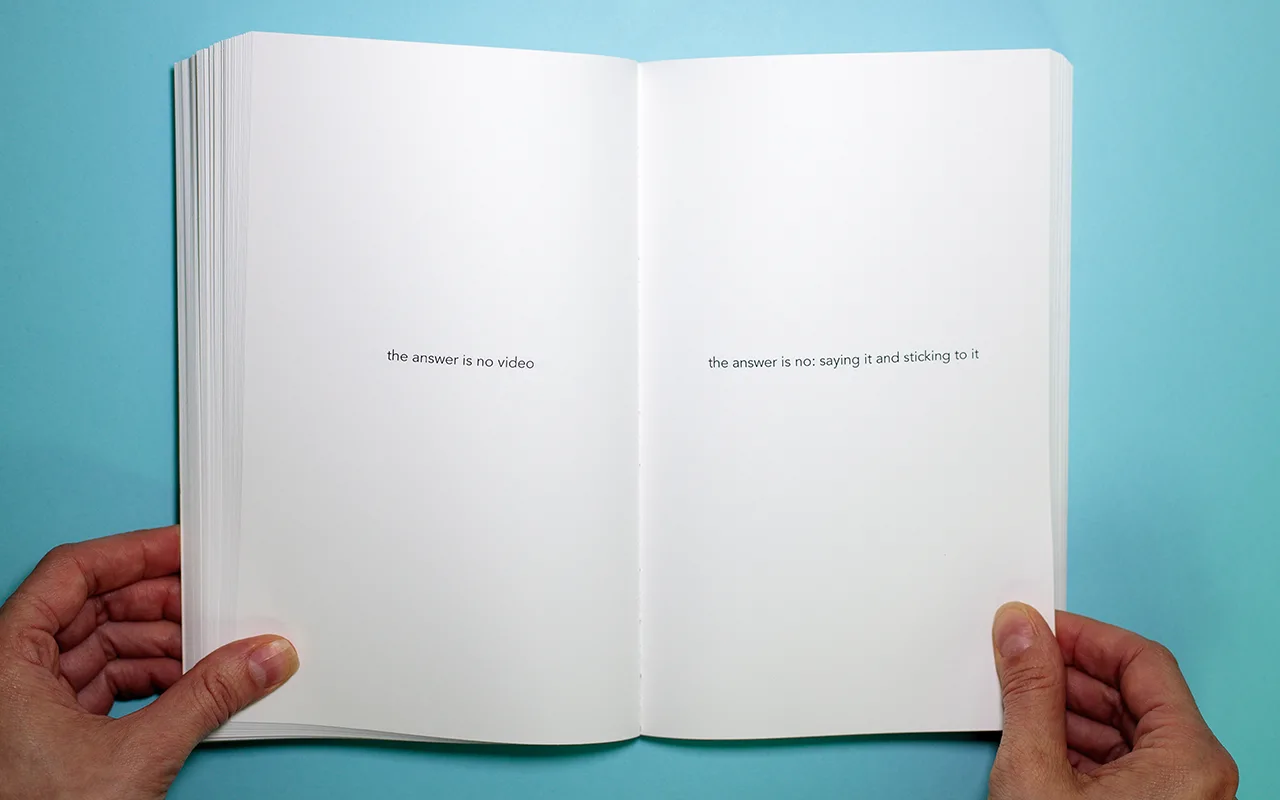 the answer is no video
the answer is no: saying it and sticking to it